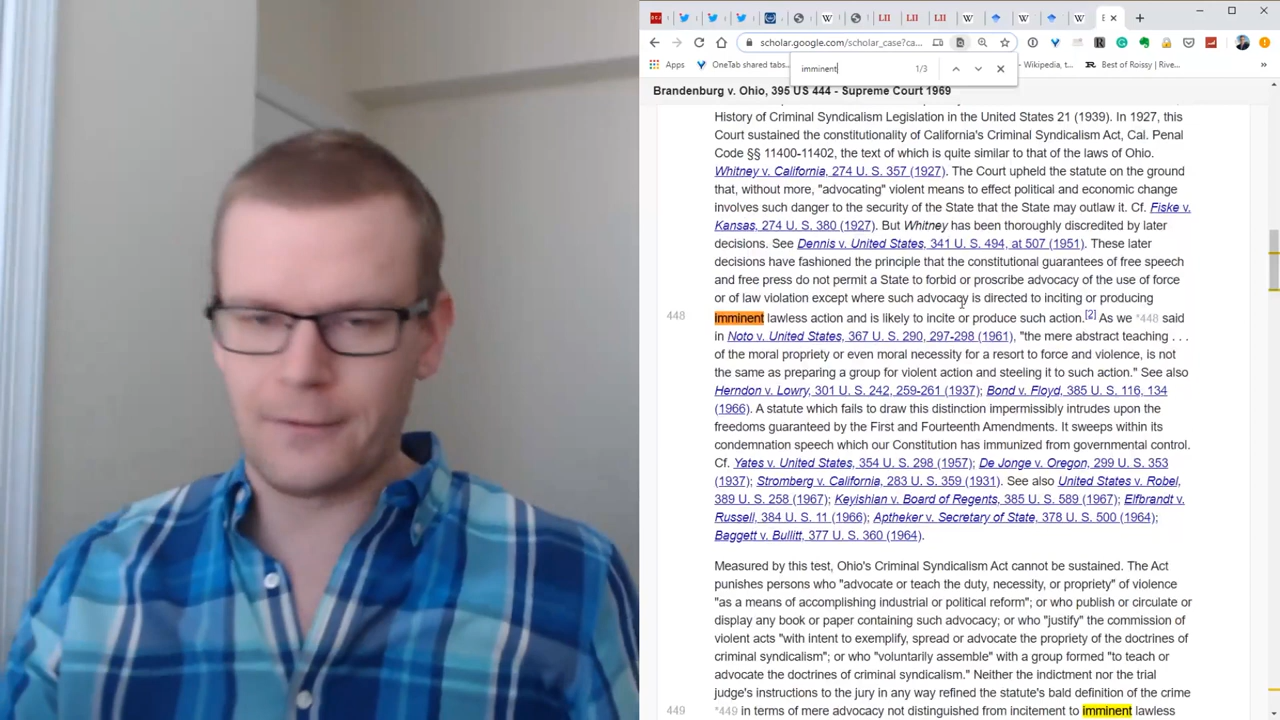 scholar.google.com/scholar_case?ca...
Apps
OneTab shared tabs...
imminent
1/3
Wikipedia, t...
Best of Roissy | Rive...
Brandenburg v. Ohio, 395 US 444 - Supreme Court 1969
History of Criminal Syndicalism Legislation in the United States 21 (1939). In 1927, this
Court sustained the constitutionality of California's Criminal Syndicalism Act, Cal. Penal
Code §§ 11400-11402, the text of which is quite similar to that of the laws of Ohio.
Whitney v. California, 274 U. S. 357 (1927). The Court upheld the statute on the ground
that, without more, "advocating" violent means to effect political and economic change
involves such danger to the security of the State that the State may outlaw it. Cf. Fiske v.
Kansas, 274 U. S. 380 (1927). But Whitney has been thoroughly discredited by later
decisions. See Dennis v. United States, 341 U. S. 494, at 507 (1951). These later
decisions have fashioned the principle that the constitutional guarantees of free speech
and free press do not permit a State to forbid or proscribe advocacy of the use of force
or of law violation except where such advocacy is directed to inciting or producing
448 imminent lawless action and is likely to incite or produce such action.[2] As we *448 said
in Noto v. United States, 367 U. S. 290, 297-298 (1961), "the mere abstract teaching . . .
of the moral propriety or even moral necessity for a resort to force and violence, is not
the same as preparing a group for violent action and steeling it to such action." See also
Herndon v. Lowry, 301 U. S. 242, 259-261 (1937); Bond v. Floyd, 385 U. S. 116, 134
(1966). A statute which fails to draw this distinction impermissibly intrudes upon the
freedoms guaranteed by the First and Fourteenth Amendments. It sweeps within its
condemnation speech which our Constitution has immunized from governmental control.
Cf. Yates v. United States, 354 U. S. 298 (1957); De Jonge v. Oregon, 299 U. S. 353
(1937); Stromberg v. California, 283 U. S. 359 (1931). See also United States v. Robel,
389 U. S. 258 (1967); Keyishian v. Board of Regents, 385 U. S. 589 (1967); Elfbrandt v.
Russell, 384 U. S. 11 (1966); Aptheker v. Secretary of State, 378 U. S. 500 (1964);
Baggett v. Bullitt, 377 U. S. 360 (1964).
Measured by this test, Ohio's Criminal Syndicalism Act cannot be sustained. The Act
punishes persons who "advocate or teach the duty, necessity, or propriety" of violence
"as a means of accomplishing industrial or political reform"; or who publish or circulate or
display any book or paper containing such advocacy; or who "justify" the commission of
violent acts "with intent to exemplify, spread or advocate the propriety of the doctrines of
criminal syndicalism"; or who "voluntarily assemble" with a group formed "to teach or
advocate the doctrines of criminal syndicalism." Neither the indictment nor the trial
judge's instructions to the jury in any way refined the statute's bald definition of the crime
449 *449 in terms of mere advocacy not distinguished from incitement to imminent lawless